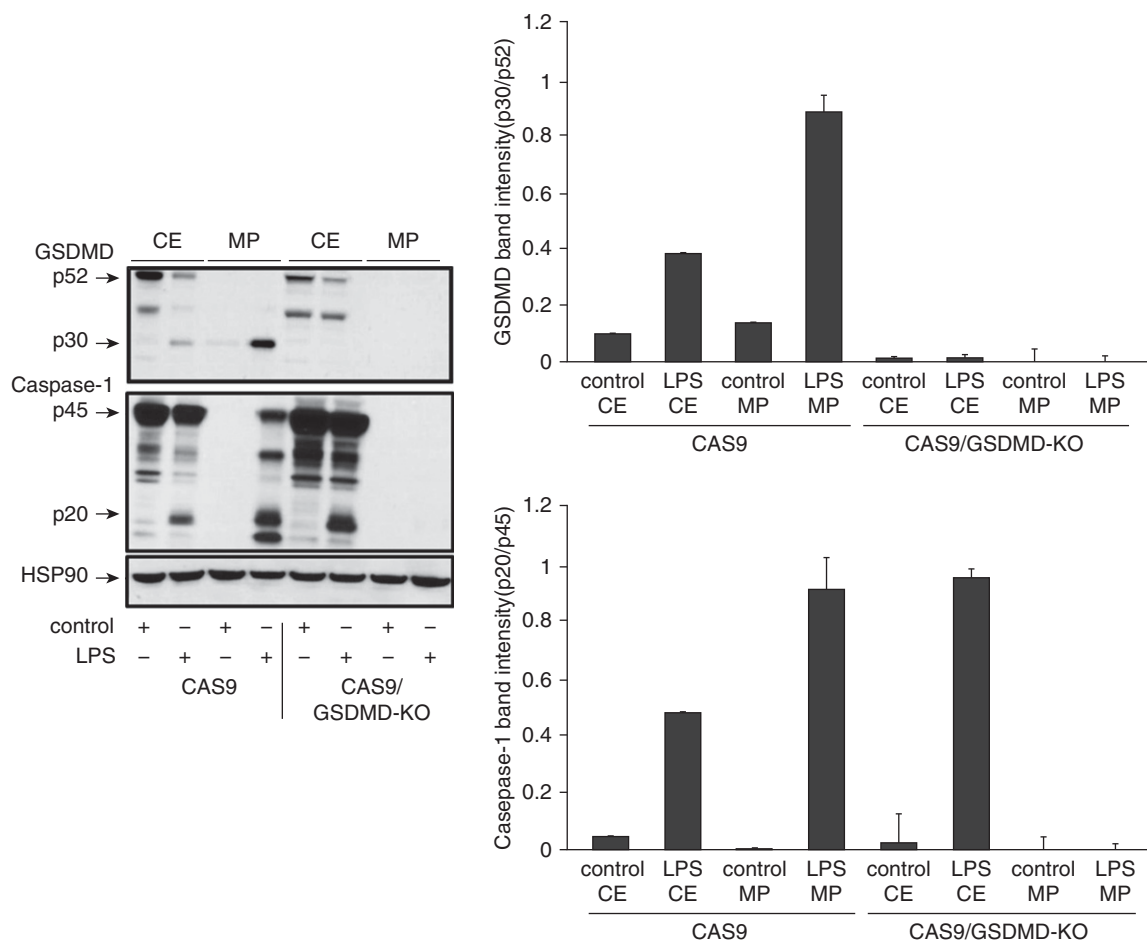 CE MP CE MP
GSDMD
p52
p30
Caspase-1
p45
p20
HSP90
control + – + – + – + –
LPS – + – + – + – +
CAS9 CAS9/
GSDMD-KO
GSDMD band intensity(p30/p52)
1.2
1
0.8
0.6
0.4
0.2
0
control LPS control LPS control LPS control LPS
CE CE MP MP CE CE MP MP
CAS9 CAS9/GSDMD-KO
Casepase-1 band intensity(p20/p45)
1.2
1
0.8
0.6
0.4
0.2
0
control LPS control LPS control LPS control LPS
CE CE MP MP CE CE MP MP
CAS9 CAS9/GSDMD-KO